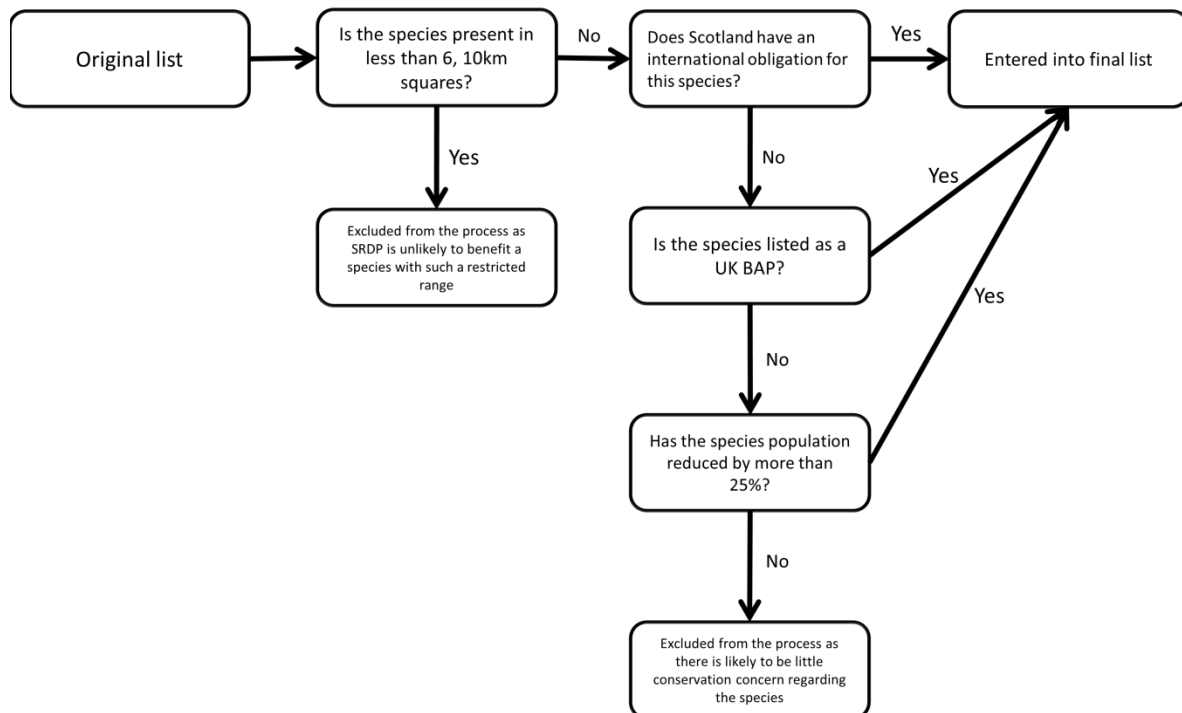 Original list
Is the species present in
less than 6, 10km
squares?
No
Does Scotland have an
international obligation for
this species?
Yes
Entered into final list
Yes
No
Yes
Excluded from the process as
SRDP is unlikely to benefit a
species with such a restricted
range
Is the species listed as a
UK BAP?
Yes
No
Has the species population
reduced by more than
25%?
No
Excluded from the process as
there is likely to be little
conservation concern regarding
the species